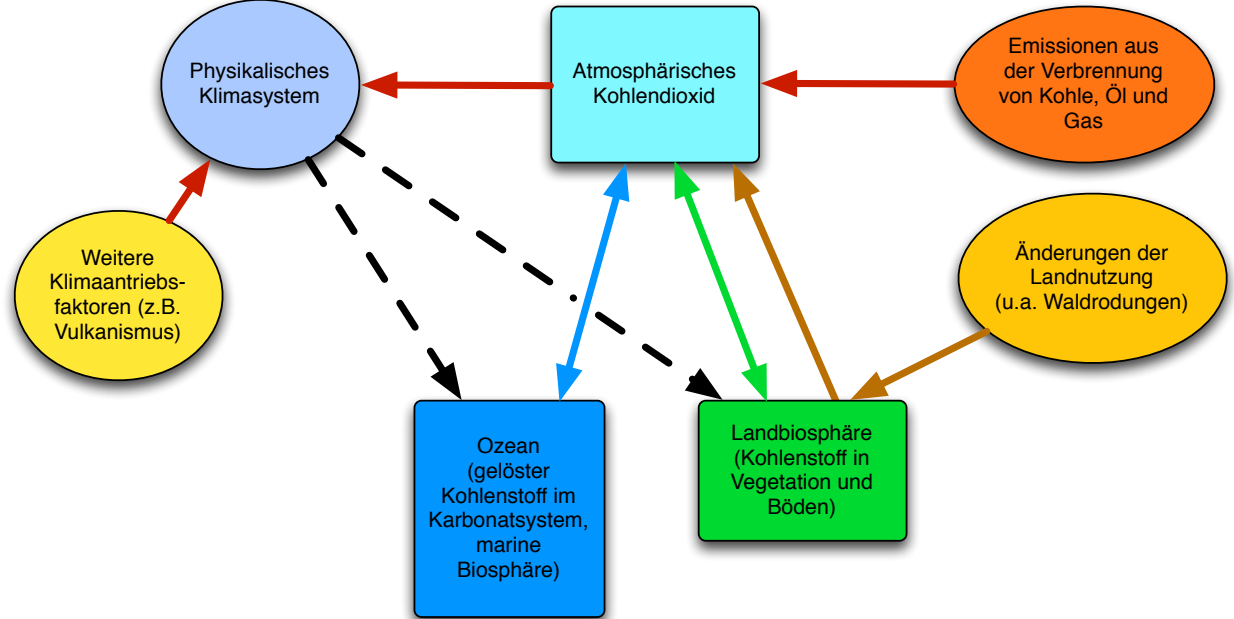 Physikalisches
Klimasystem
Atmosphärisches
Kohlendioxid
Emissionen aus
der Verbrennung
von Kohle, Öl und
Gas
Weitere
Klimaantriebs-
faktoren (z.B.
Vulkanismus)
Änderungen der
Landnutzung
(u.a. Waldrodungen)
Ozean
(gelöster
Kohlenstoff im
Karbonatsystem,
marine
Biosphäre)
Landbiosphäre
(Kohlenstoff in
Vegetation und
Böden)